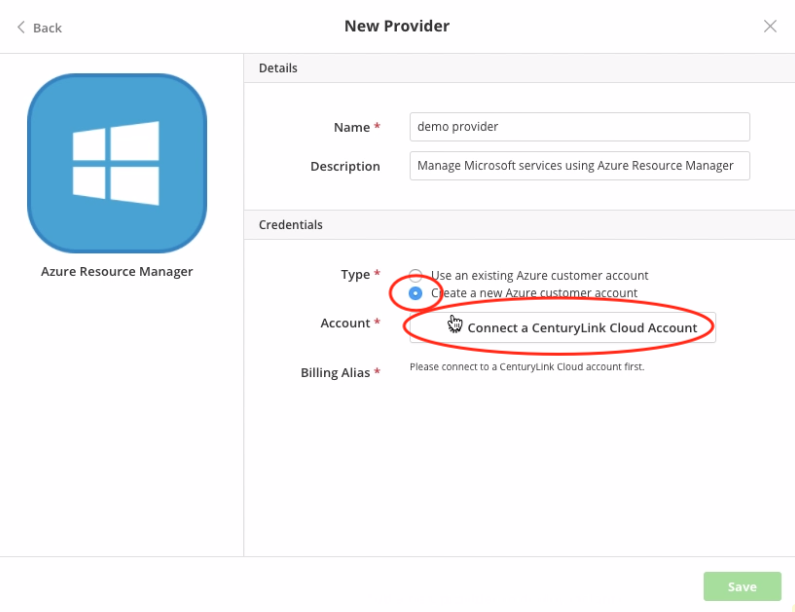 Back
New Provider
Details
Name *
demo provider
Description
Manage Microsoft services using Azure Resource Manager
Azure Resource Manager
Credentials
Type *
Use an existing Azure customer account
Create a new Azure customer account
Account *
Connect a CenturyLink Cloud Account
Billing Alias *
Please connect to a CenturyLink Cloud account first.
Save